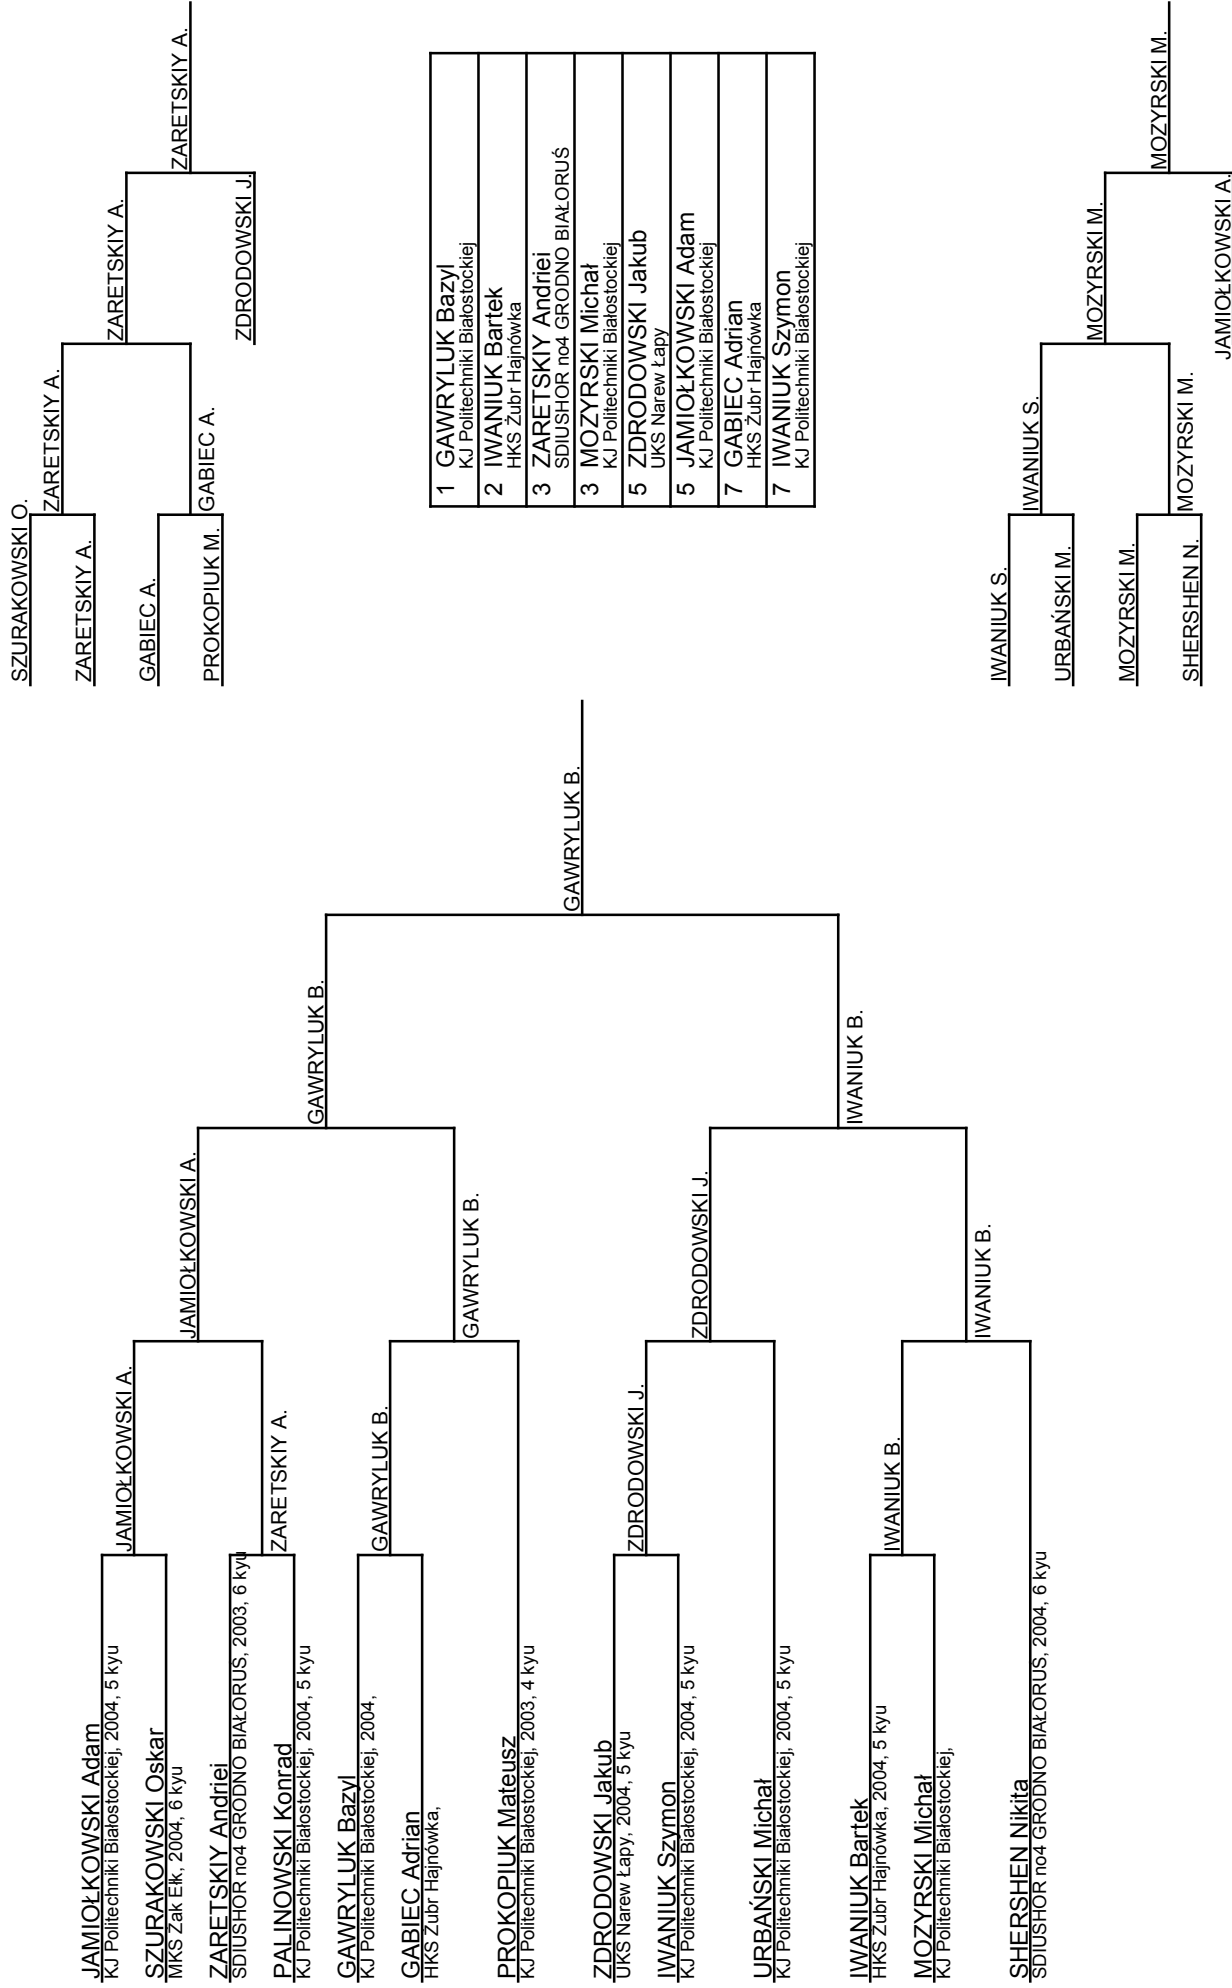 JAMIOŁKOWSKI Adam
KJ Politechniki Białostockiej, 2004, 5 kyu
SZURAKOWSKI Oskar
MKS Żak Ełk, 2004, 6 kyu
ZARETSKIY Andriei
SDIUSHOR no4 GRODNO BIAŁORUS, 2003, 6 kyu
PALINOWSKI Konrad
KJ Politechniki Białostockiej, 2004, 5 kyu
GAWRYLUK Bazyl
KJ Politechniki Białostockiej, 2004,
GABIEC Adrian
HKS Żubr Hajnówka,
PROKOPIUK Mateusz
KJ Politechniki Białostockiej, 2003, 4 kyu
ZDRODOWSKI Jakub
UKS Narew Łapy, 2004, 5 kyu
IWANIUK Szymon
KJ Politechniki Białostockiej, 2004, 5 kyu
URBAŃSKI Michał
KJ Politechniki Białostockiej, 2004, 5 kyu
IWANIUK Bartek
HKS Żubr Hajnówka, 2004, 5 kyu
MOZYRSKI Michał
KJ Politechniki Białostockiej,
SHERSHEN Nikita
SDIUSHOR no4 GRODNO BIAŁORUS, 2004, 6 kyu
JAMIOŁKOWSKI A.
ZARETSKIY A.
GAWRYLUK B.
ZDRODOWSKI J.
IWANIUK B.
JAMIOŁKOWSKI A.
GAWRYLUK B.
ZDRODOWSKI J.
IWANIUK B.
GAWRYLUK B.
IWANIUK B.
GAWRYLUK B.
SZURAKOWSKI O.
ZARETSKIY A.
GABIEC A.
PROKOPIUK M.
ZARETSKIY A.
GABIEC A.
ZARETSKIY A.
ZDRODOWSKI J.
ZARETSKIY A.
1 GAWRYLUK Bazyl
KJ Politechniki Białostockiej
2 IWANIUK Bartek
HKS Żubr Hajnówka
3 ZARETSKIY Andriei
SDIUSHOR no4 GRODNO BIAŁORUŚ
3 MOZYRSKI Michał
KJ Politechniki Białostockiej
5 ZDRODOWSKI Jakub
UKS Narew Łapy
5 JAMIOŁKOWSKI Adam
KJ Politechniki Białostockiej
7 GABIEC Adrian
HKS Żubr Hajnówka
7 IWANIUK Szymon
KJ Politechniki Białostockiej
IWANIUK S.
URBAŃSKI M.
MOZYRSKI M.
SHERSHEN N.
IWANIUK S.
MOZYRSKI M.
MOZYRSKI M.
JAMIOŁKOWSKI A.
MOZYRSKI M.